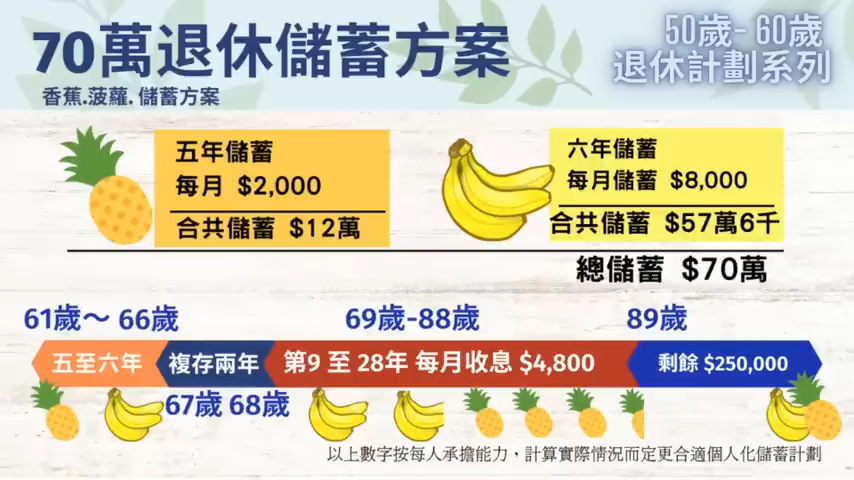 70萬退休儲蓄方案
香蕉.菠蘿. 儲蓄方案
50歲- 60歲
退休計劃系列
五年儲蓄
每月 $2,000
合共儲蓄 $12萬
六年儲蓄
每月儲蓄 $8,000
合共儲蓄 $57萬6千
總儲蓄 $70萬
61歲～ 66歲
69歲-88歲
89歲
五至六年
複存兩年
第9 至 28年 每月收息 $4,800
剩餘 $250,000
67歲 68歲
以上數字按每人承擔能力，計算實際情況而定更合適個人化儲蓄計劃